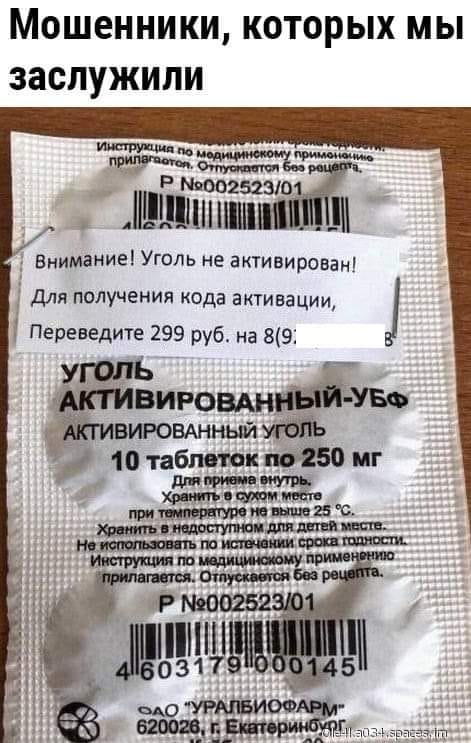 Мошенники, которых мы
заслужили
Инструкция по медицинскому применению
прилагается. Отпускается без рецепта.
Р №002523/01
Внимание! Уголь не активирован!
Для получения кода активации,
Переведите 299 руб. на 8(9
8
УГОЛЬ
АКТИВИРОВАННЫЙ-УБФ
АКТИВИРОВАННЫЙ УГОЛЬ
10 таблеток по 250 мг
Для приема внутрь.
Хранить в сухом месте
при температуре не выше 25 °С.
Хранить в недоступном для детей месте.
Не использовать по истечении срока годности.
Инструкция по медицинскому применению
прилагается. Отпускается без рецепта.
Р №002523/01
4 603179 000145
ОАО "УРАЛБИОФАРМ"
620026, г. Екатеринбург,